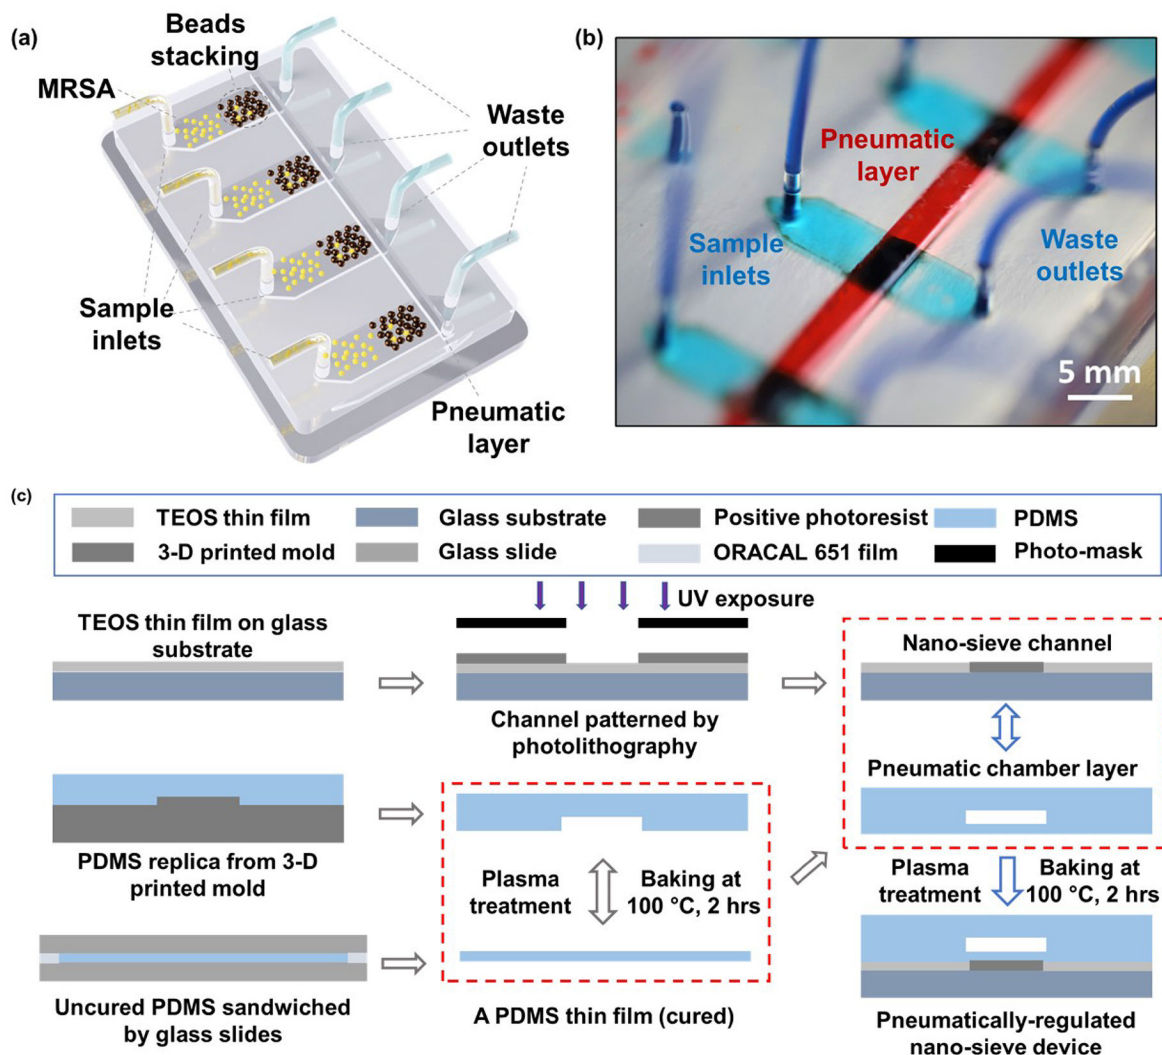 (a)
Beads
stacking
MRSA
Waste
outlets
Sample
inlets
Pneumatic
layer
(b)
Pneumatic
layer
Sample
inlets
Waste
outlets
5 mm
(c)
TEOS thin film
Glass substrate
Positive photoresist
PDMS
3-D printed mold
Glass slide
ORACAL 651 film
Photo-mask
UV exposure
TEOS thin film on glass
substrate
Channel patterned by
photolithography
Nano-sieve channel
Pneumatic chamber layer
PDMS replica from 3-D
printed mold
Plasma
treatment
Baking at
100 °C, 2 hrs
Plasma
treatment
Baking at
100 °C, 2 hrs
Uncured PDMS sandwiched
by glass slides
A PDMS thin film (cured)
Pneumatically-regulated
nano-sieve device